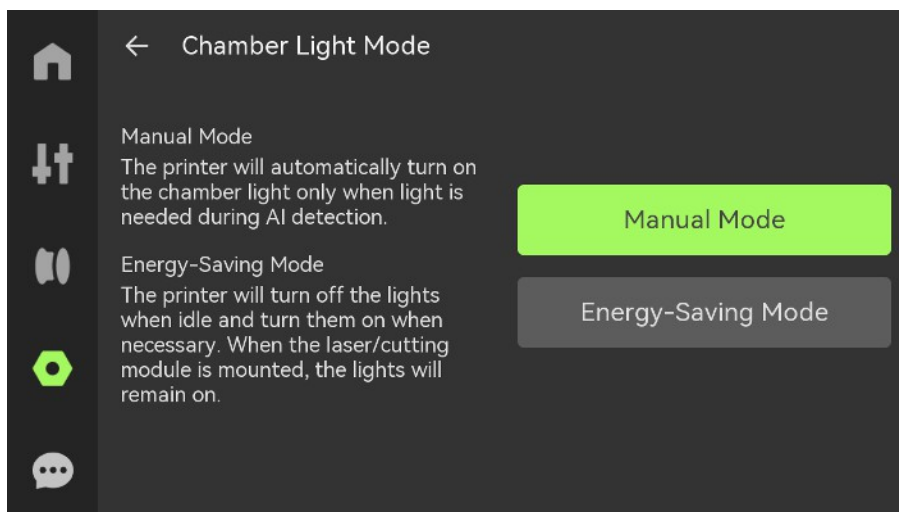 Chamber Light Mode
Manual Mode
The printer will automatically turn on
the chamber light only when light is
needed during AI detection.
Energy-Saving Mode
The printer will turn off the lights
when idle and turn them on when
necessary. When the laser/cutting
module is mounted, the lights will
remain on.
Manual Mode
Energy-Saving Mode